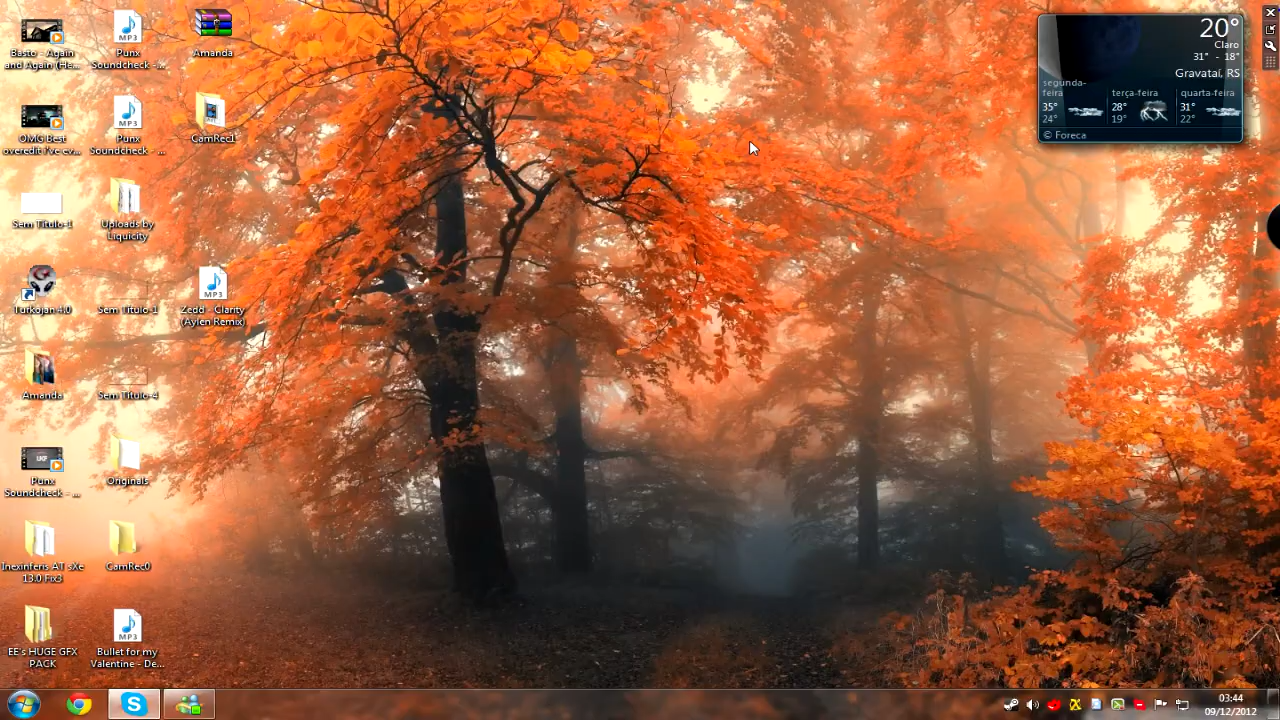 Basto - Again
and Again (He...
Punx
Soundcheck -...
Amanda
OMG Best
overedit i've ev...
Punx
Soundcheck - ...
CamRec1
Sem Título-1
Uploads by
Liquicity
Turkojan 4.0
Sem Título-1
MP3
Zedd - Clarity
(Aylen Remix)
Amanda
Sem Título-4
Punx
Soundcheck - ...
Originals
Inexinferis AT sXe
13.0 Fix3
CamRec0
EE's HUGE GFX
PACK
MP3
Bullet for my
Valentine - De...
MP3
MP3
20°
Claro
31° - 18°
Gravataí, RS
segunda-
feira
35°
24°
terça-feira
28°
19°
quarta-feira
31°
22°
© Foreca
03:44
09/12/2012